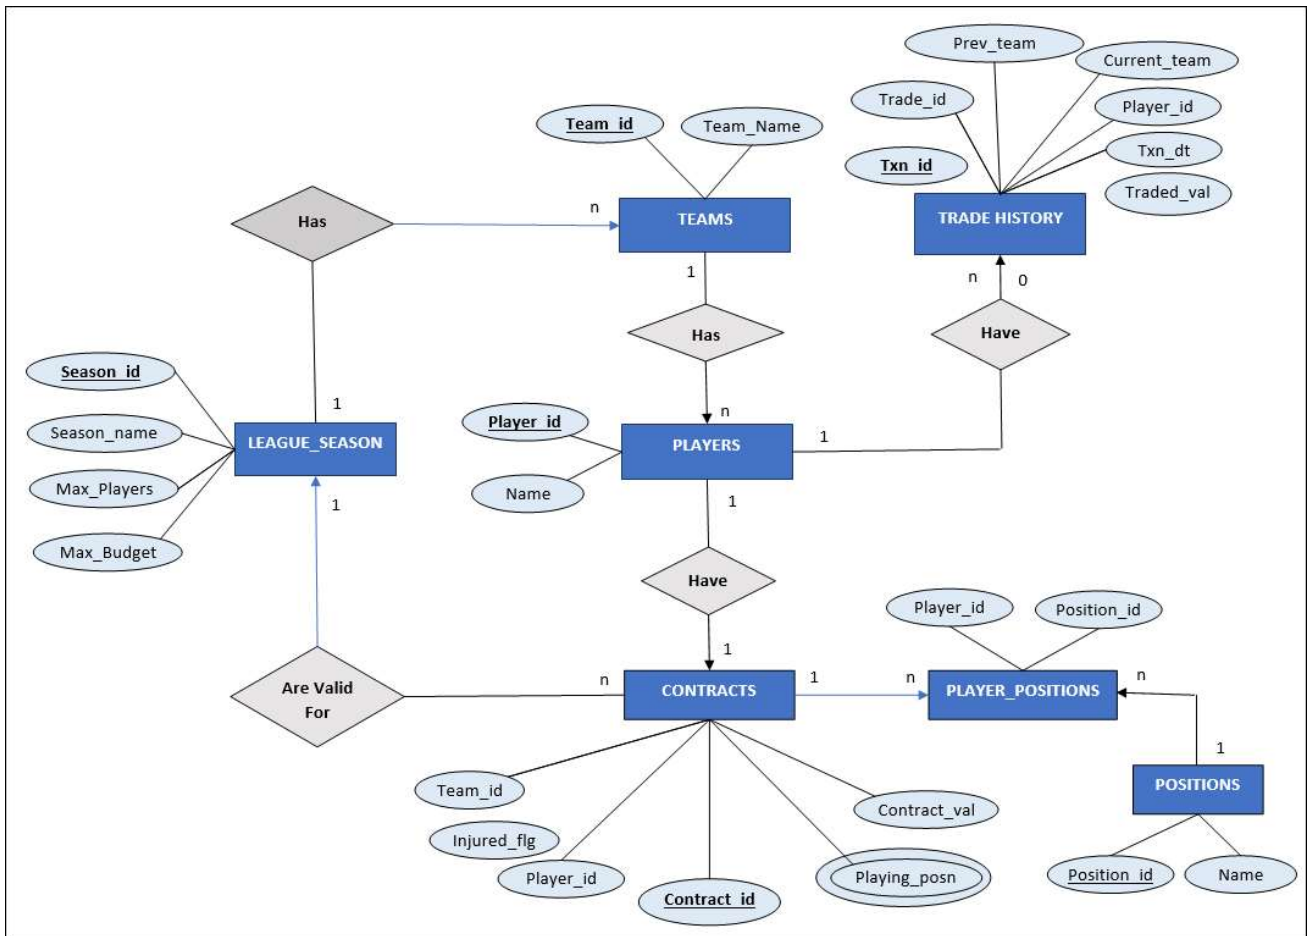 Prev_team
Current_team
Trade_id
Player_id
Team_id
Team_Name
Txn_dt
Txn_id
Traded_val
Has
n
TEAMS
TRADE HISTORY
1
n
0
Has
Have
Season_id
1
n
Player_id
Season_name
LEAGUE_SEASON
PLAYERS
1
Max_Players
Name
1
1
Max_Budget
Have
Player_id
Position_id
1
Are Valid
For
n
CONTRACTS
1
n
PLAYER_POSITIONS
n
1
POSITIONS
Team_id
Contract_val
Injured_flg
Player_id
Playing_posn
Position_id
Name
Contract_id